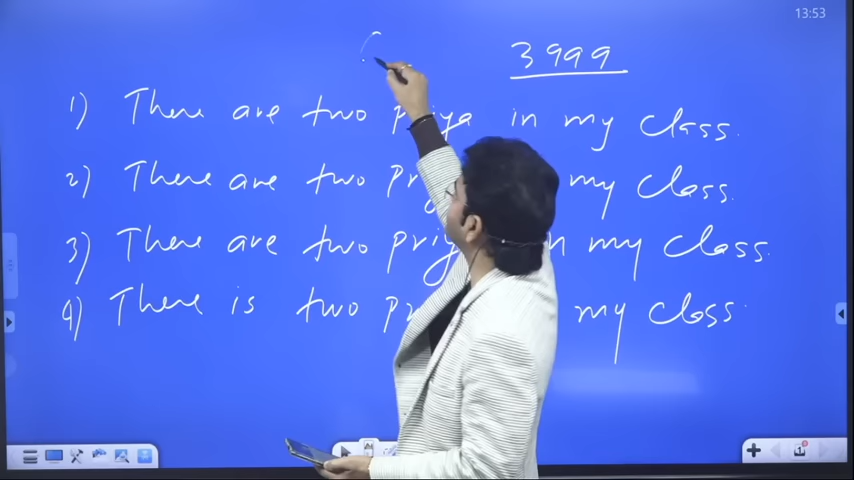 13:53
3999
1) There are two priya in my class.
2) There are two my class.
3) There are two my class.
4) There is two my class.